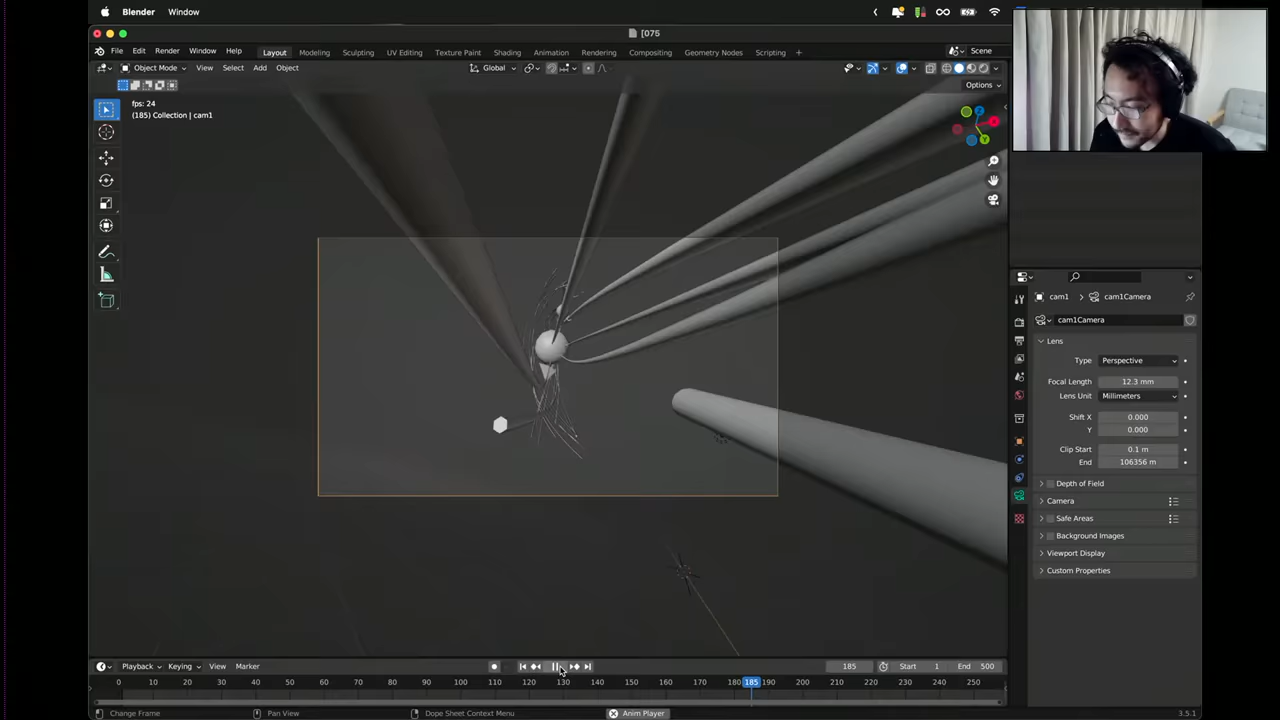 Blender Window
[075
File Edit Render Window Help Layout Modeling Sculpting UV Editing Texture Paint Shading Animation Rendering Compositing Geometry Nodes Scripting + Scene
Object Mode View Select Add Object Global
Options
fps: 24
(185) Collection | cam1
X
Y
Z
cam1 > cam1Camera
cam1Camera
Lens
Type Perspective
Focal Length 12.3 mm
Lens Unit Millimeters
Shift X 0.000
Y 0.000
Clip Start 0.1 m
End 106356 m
Depth of Field
Camera
Safe Areas
Background Images
Viewport Display
Custom Properties
Playback Keying View Marker 185 Start 1 End 500
0 10 20 30 40 50 60 70 80 90 100 110 120 130 140 150 160 170 180 185 190 200 210 220 230 240 250
Change Frame Pan View Dope Sheet Context Menu Anim Player 3.5.1